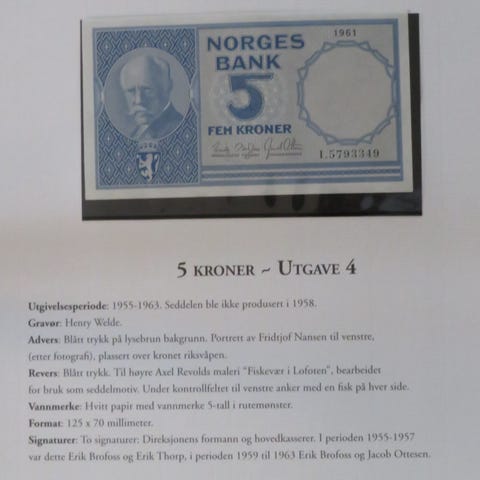 1961
NORGES
BANK
5
FEM KRONER
I.5793349
5 KRONER ~ UTGAVE 4
Utgivelsesperiode: 1955-1963. Seddelen ble ikke produsert i 1958.
Gravør: Henry Welde.
Advers: Blått trykk på lysebrun bakgrunn. Portrett av Fridtjof Nansen til venstre,
(etter fotografi), plassert over kronet riksvåpen.
Revers: Blått trykk. Til høyre Axel Revolds maleri “Fiskevær i Lofoten”, bearbeidet
for bruk som seddelmotiv. Under kontrollfeltet til venstre anker med en fisk på hver side.
Vannmerke: Hvitt papir med vannmerke 5-tall i rutemønster.
Format: 125 x 70 millimeter.
Signaturer: To signaturer: Direksjonens formann og hovedkasserer. I perioden 1955-1957
var dette Erik Brofoss og Erik Thorp, i perioden 1959 til 1963 Erik Brofoss og Jacob Ottesen.